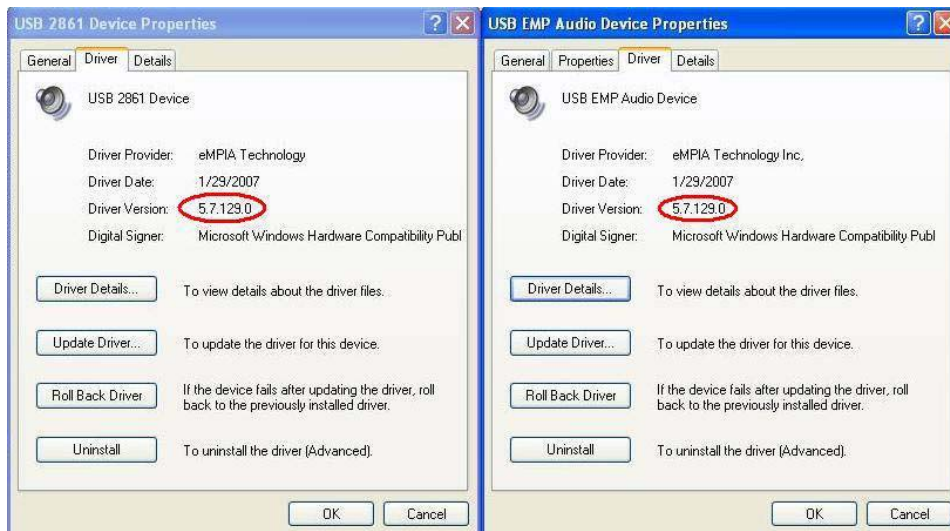 USB 2861 Device Properties
General Driver Details
USB 2861 Device
Driver Provider: eMPIA Technology
Driver Date: 1/29/2007
Driver Version: 5.7.129.0
Digital Signer: Microsoft Windows Hardware Compatibility Publ
Driver Details...
To view details about the driver files.
Update Driver...
To update the driver for this device.
Roll Back Driver
If the device fails after updating the driver, roll
back to the previously installed driver.
Uninstall
To uninstall the driver (Advanced).
OK Cancel
USB EMP Audio Device Properties
General Properties Driver Details
USB EMP Audio Device
Driver Provider: eMPIA Technology Inc,
Driver Date: 1/29/2007
Driver Version: 5.7.129.0
Digital Signer: Microsoft Windows Hardware Compatibility Publ
Driver Details...
To view details about the driver files.
Update Driver...
To update the driver for this device.
Roll Back Driver
If the device fails after updating the driver, roll
back to the previously installed driver.
Uninstall
To uninstall the driver (Advanced).
OK Cancel